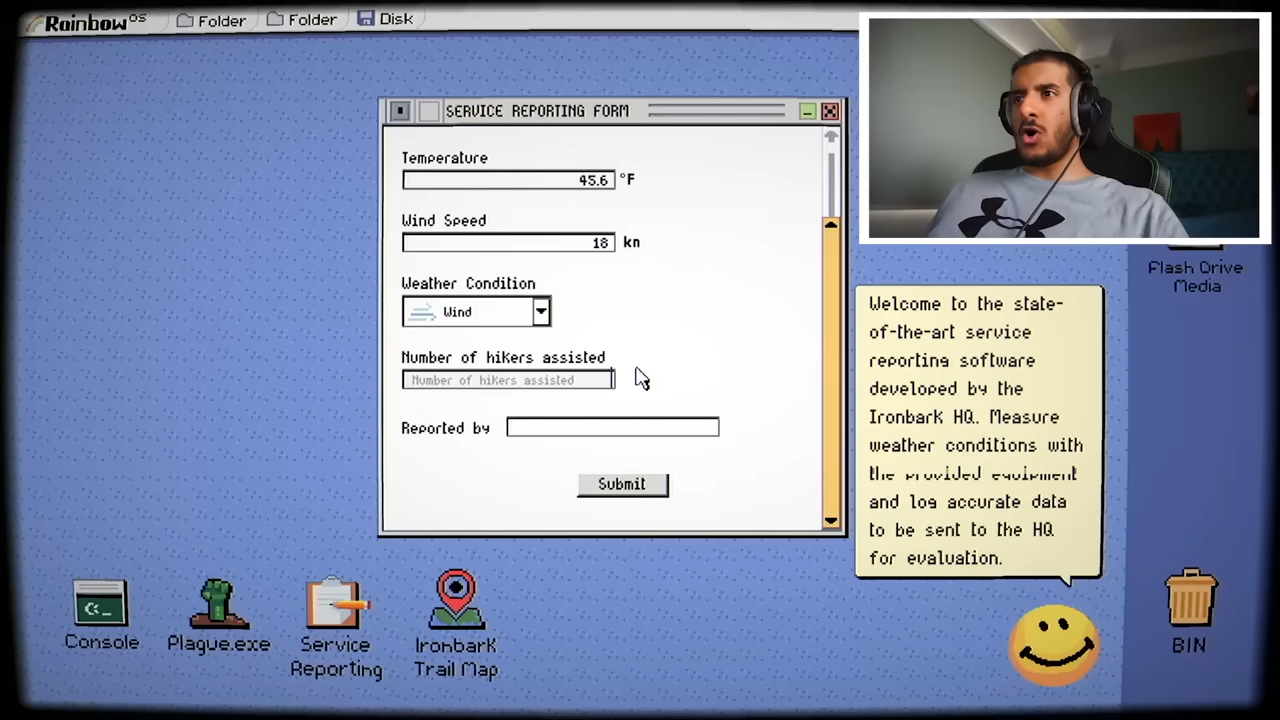 Rainbow OS
Folder
Folder
Disk
SERVICE REPORTING FORM
Temperature
45.6 °F
Wind Speed
18 kn
Weather Condition
Wind
Number of hikers assisted
Number of hikers assisted
Reported by
Submit
Flash Drive
Media
Welcome to the state-
of-the-art service
reporting software
developed by the
Ironbark HQ. Measure
weather conditions with
the provided equipment
and log accurate data
to be sent to the HQ
for evaluation.
Console
Plague.exe
Service
Reporting
Ironbark
Trail Map
BIN